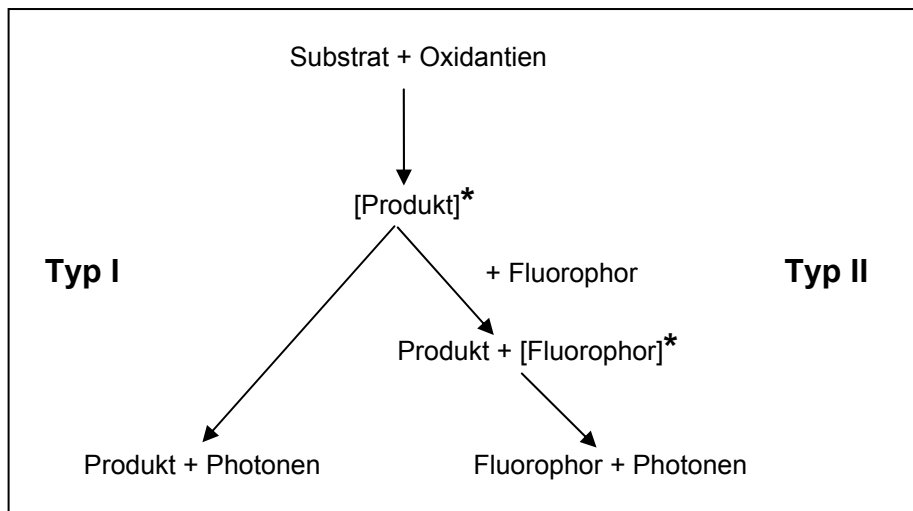 Substrat + Oxidantien
[Produkt]*
Typ I
+ Fluorophor
Typ II
Produkt + [Fluorophor]*
Produkt + Photonen
Fluorophor + Photonen